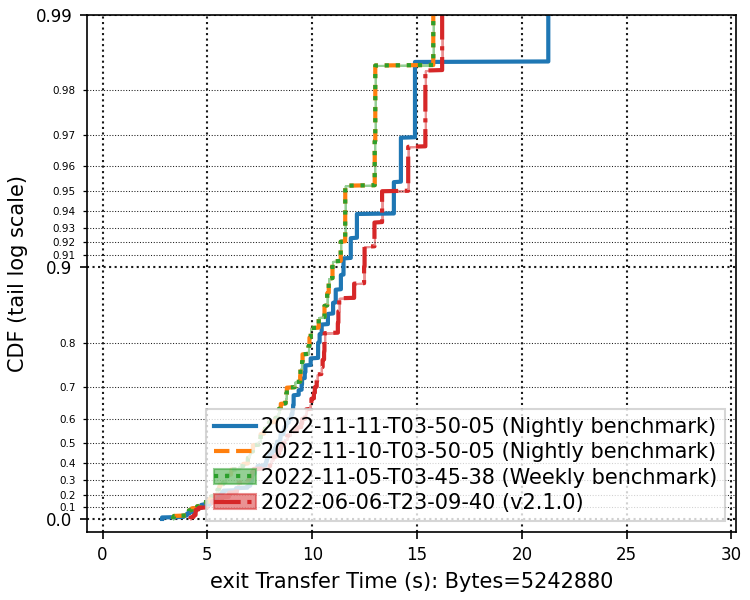 0.99
0.98
0.97
0.96
0.95
0.94
0.93
0.92
0.91
0.9
0.8
0.7
0.6
0.5
0.4
0.3
0.2
0.1
0.0
CDF (tail log scale)
2022-11-11-T03-50-05 (Nightly benchmark)
2022-11-10-T03-50-05 (Nightly benchmark)
2022-11-05-T03-45-38 (Weekly benchmark)
2022-06-06-T23-09-40 (v2.1.0)
0 5 10 15 20 25 30
exit Transfer Time (s): Bytes=5242880